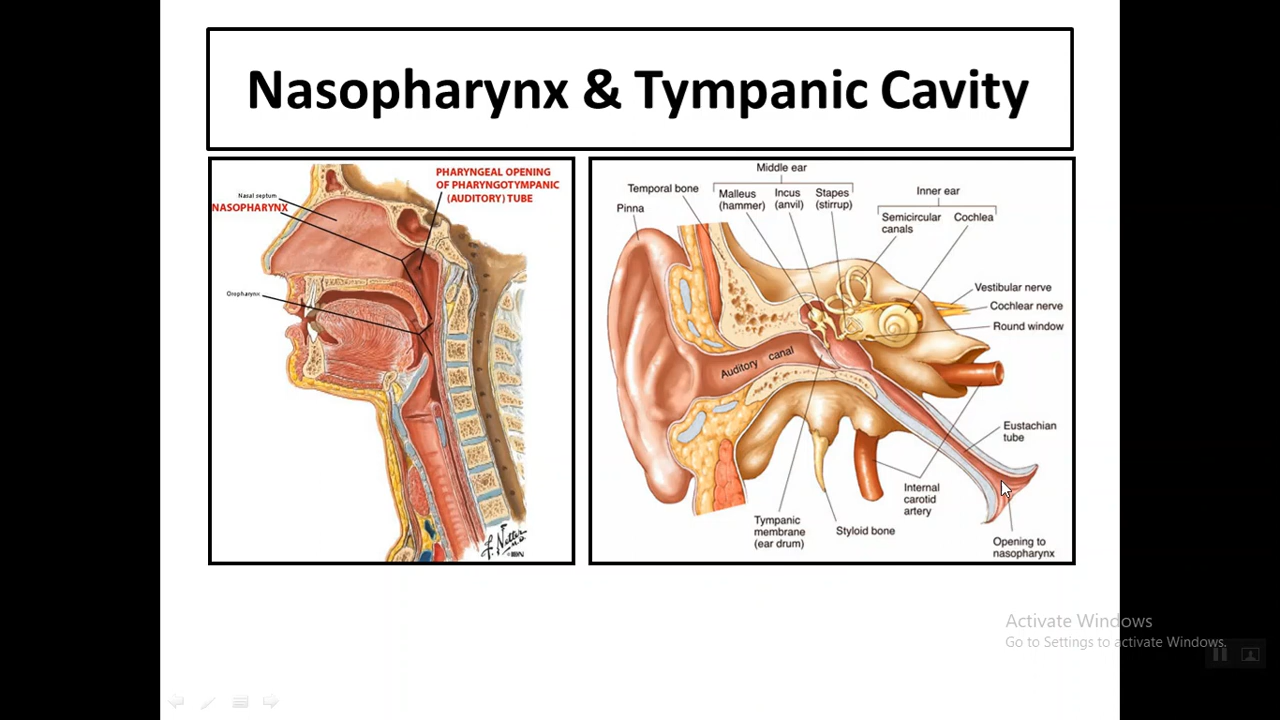 Nasopharynx & Tympanic Cavity
PHARYNGEAL OPENING
OF PHARYNGOTYMPANIC
(AUDITORY) TUBE
Nasal septum
NASOPHARYNX
Oropharynx
F. Netter
M.D.
Middle ear
Temporal bone
Malleus
(hammer)
Incus
(anvil)
Stapes
(stirrup)
Inner ear
Pinna
Semicircular
canals
Cochlea
Vestibular nerve
Cochlear nerve
Round window
Auditory canal
Eustachian
tube
Internal
carotid
artery
Tympanic
membrane
(ear drum)
Styloid bone
Opening to
nasopharynx
Activate Windows
Go to Settings to activate Windows.